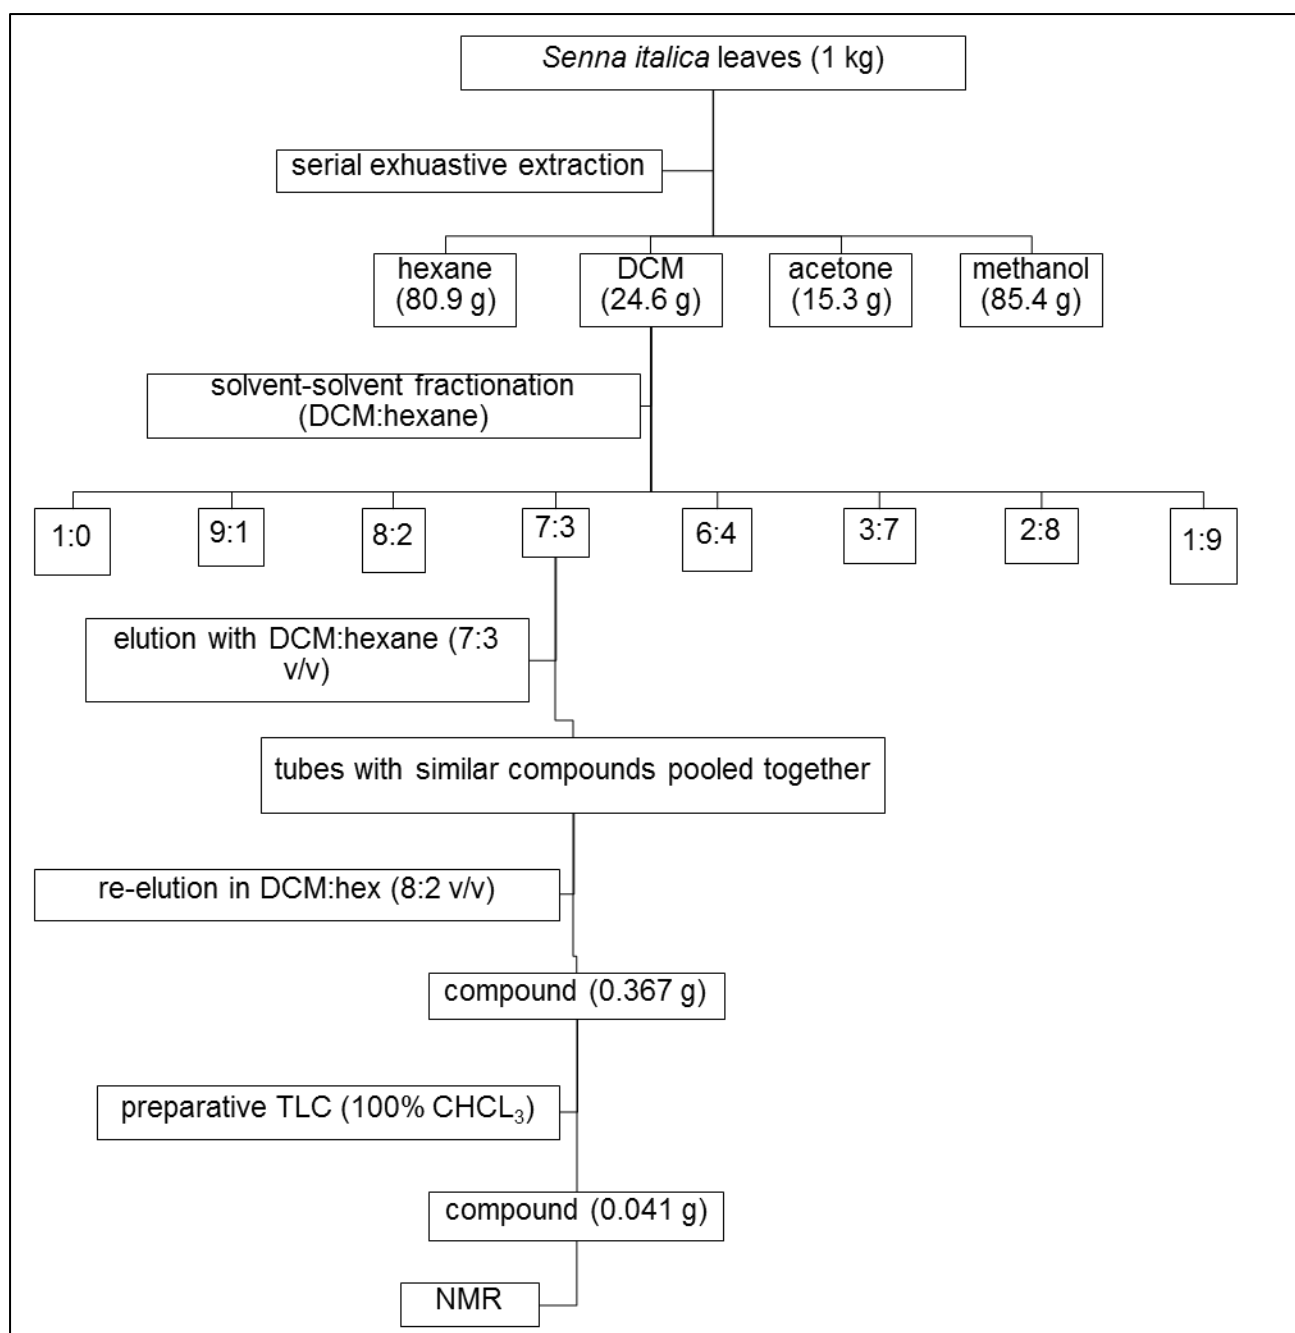 Senna italica leaves (1 kg)
serial exhuastive extraction
hexane
(80.9 g)
DCM
(24.6 g)
acetone
(15.3 g)
methanol
(85.4 g)
solvent-solvent fractionation
(DCM:hexane)
1:0
9:1
8:2
7:3
6:4
3:7
2:8
1:9
elution with DCM:hexane (7:3
v/v)
tubes with similar compounds pooled together
re-elution in DCM:hex (8:2 v/v)
compound (0.367 g)
preparative TLC (100% CHCL₃)
compound (0.041 g)
NMR